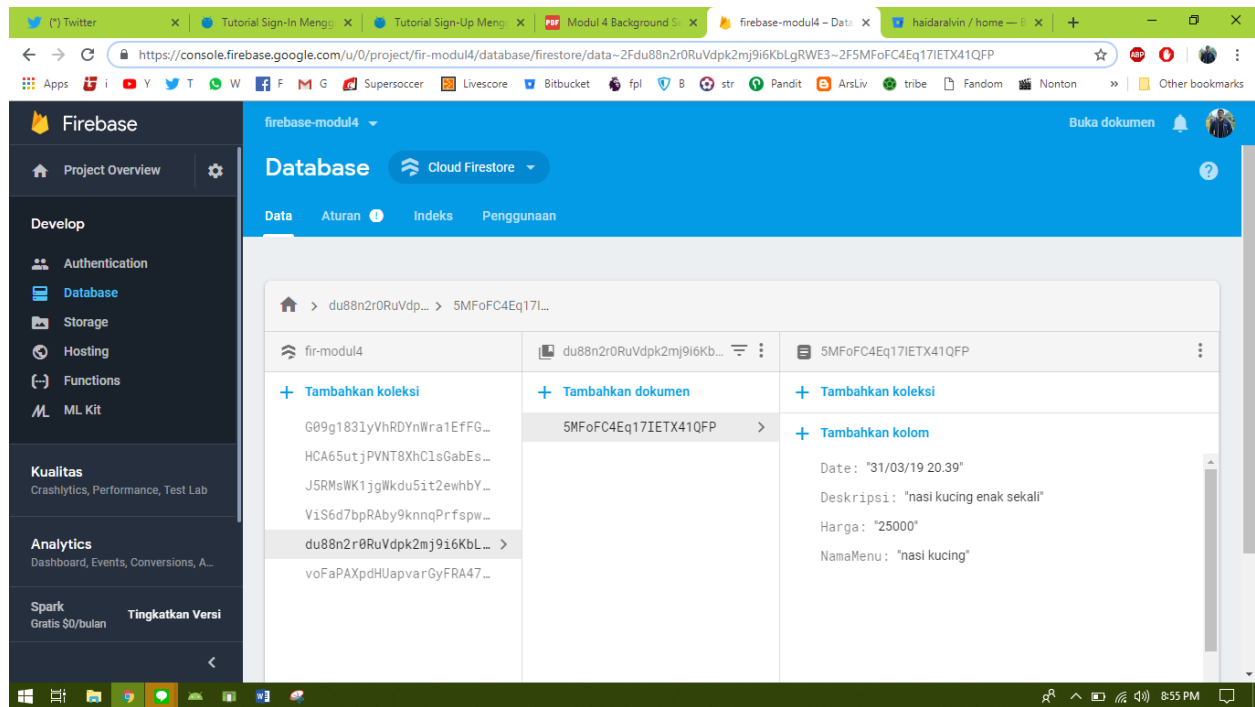 (*) Twitter
Tutorial Sign-In Mengg
Tutorial Sign-Up Meng
Modul 4 Background Se
firebase-modul4 – Data
haidaralvin / home — B
https://console.firebase.google.com/u/0/project/fir-modul4/database/firestore/data~2Fdu88n2r0RuVdpk2mj9i6KbLgRWE3~2F5MFoFC4Eq17IETX41QFP
ABP
Apps i Y T W F M G Supersoccer Livescore Bitbucket fpl B str Pandit ArsLiv tribe Fandom Nonton » Other bookmarks
Firebase
firebase-modul4
Buka dokumen
Project Overview
Database
Cloud Firestore
Data Aturan Indeks Penggunaan
Develop
Authentication
Database
Storage
Hosting
Functions
ML Kit
Kualitas
Crashlytics, Performance, Test Lab
Analytics
Dashboard, Events, Conversions, A...
Spark
Gratis $0/bulan
Tingkatkan Versi
du88n2r0RuVdp... > 5MFoFC4Eq17I...
fir-modul4
Tambahkan koleksi
G09g183lyVhRDYnWra1EfFG…
HCA65utjPVNT8XhClsGabEs…
J5RMsWK1jgWkdu5it2ewhbY…
ViS6d7bpRAby9knnqPrfspw…
du88n2r0RuVdpk2mj9i6KbL…
voFaPAXpdHUapvarGyFRA47…
du88n2r0RuVdpk2mj9i6Kb...
Tambahkan dokumen
5MFoFC4Eq17IETX41QFP
5MFoFC4Eq17IETX41QFP
Tambahkan koleksi
Tambahkan kolom
Date: "31/03/19 20.39"
Deskripsi: "nasi kucing enak sekali"
Harga: "25000"
NamaMenu: "nasi kucing"
8:55 PM